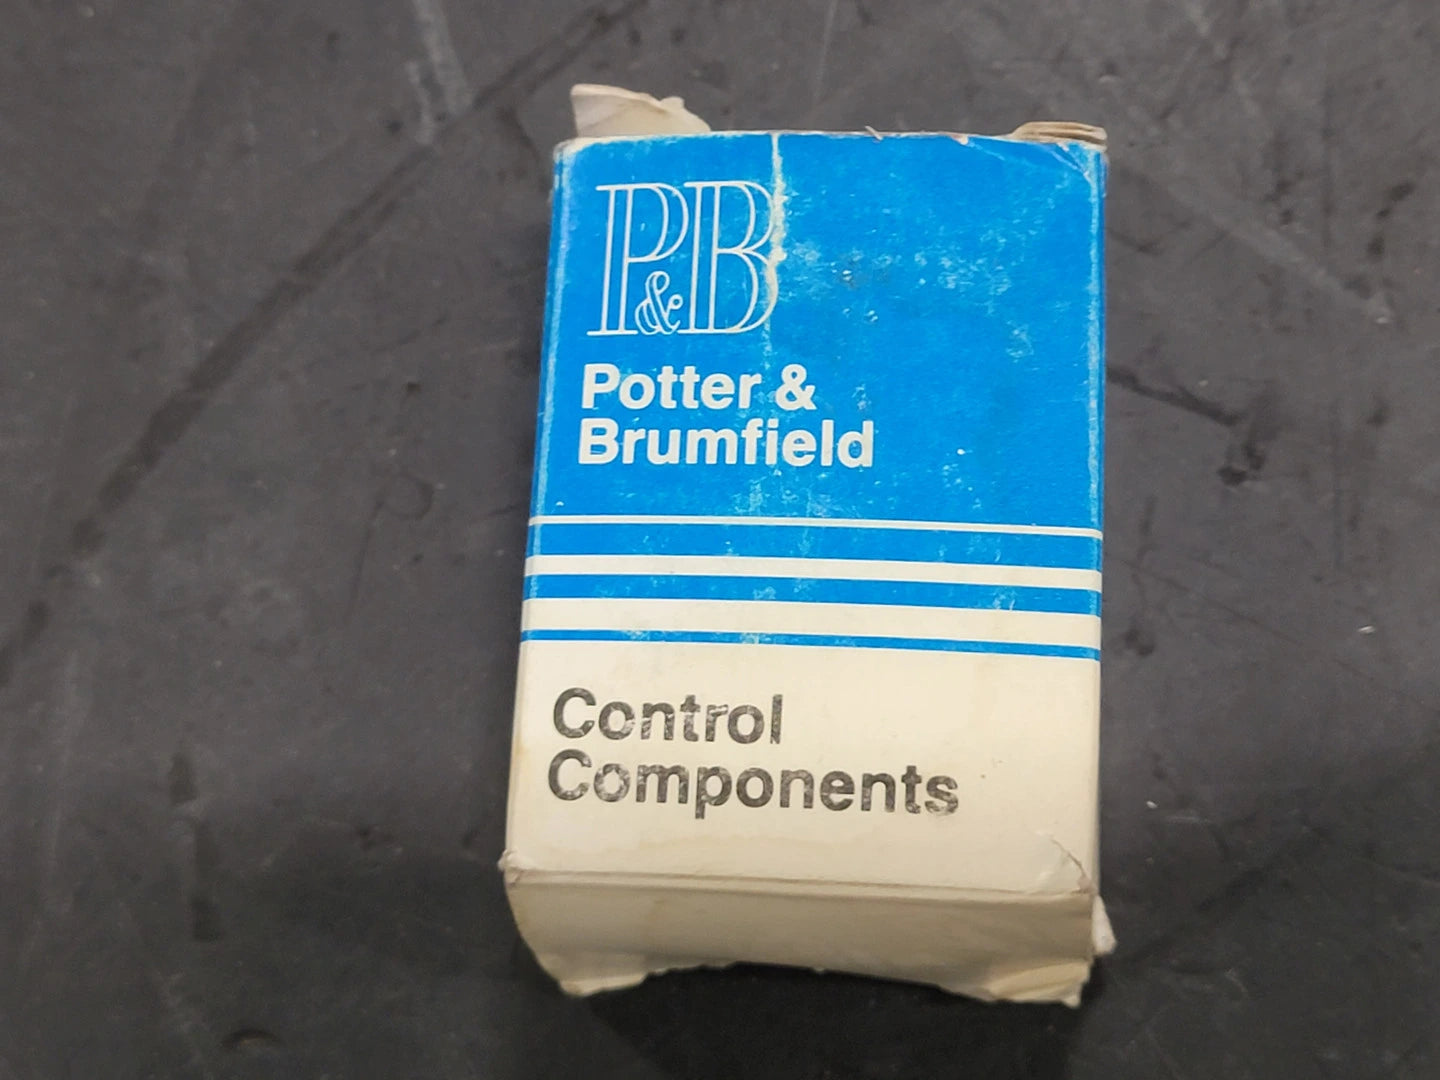 P&B
Potter &
Brumfield
Control
Components